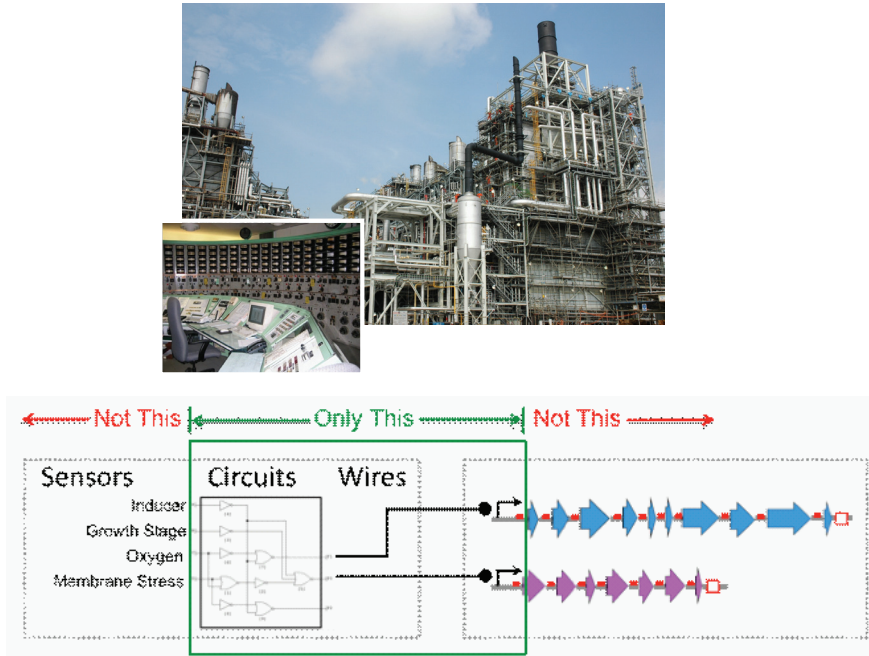 Not This
Only This
Not This
Sensors
Circuits
Wires
Inducer
Growth Stage
Oxygen
Membrane Stress